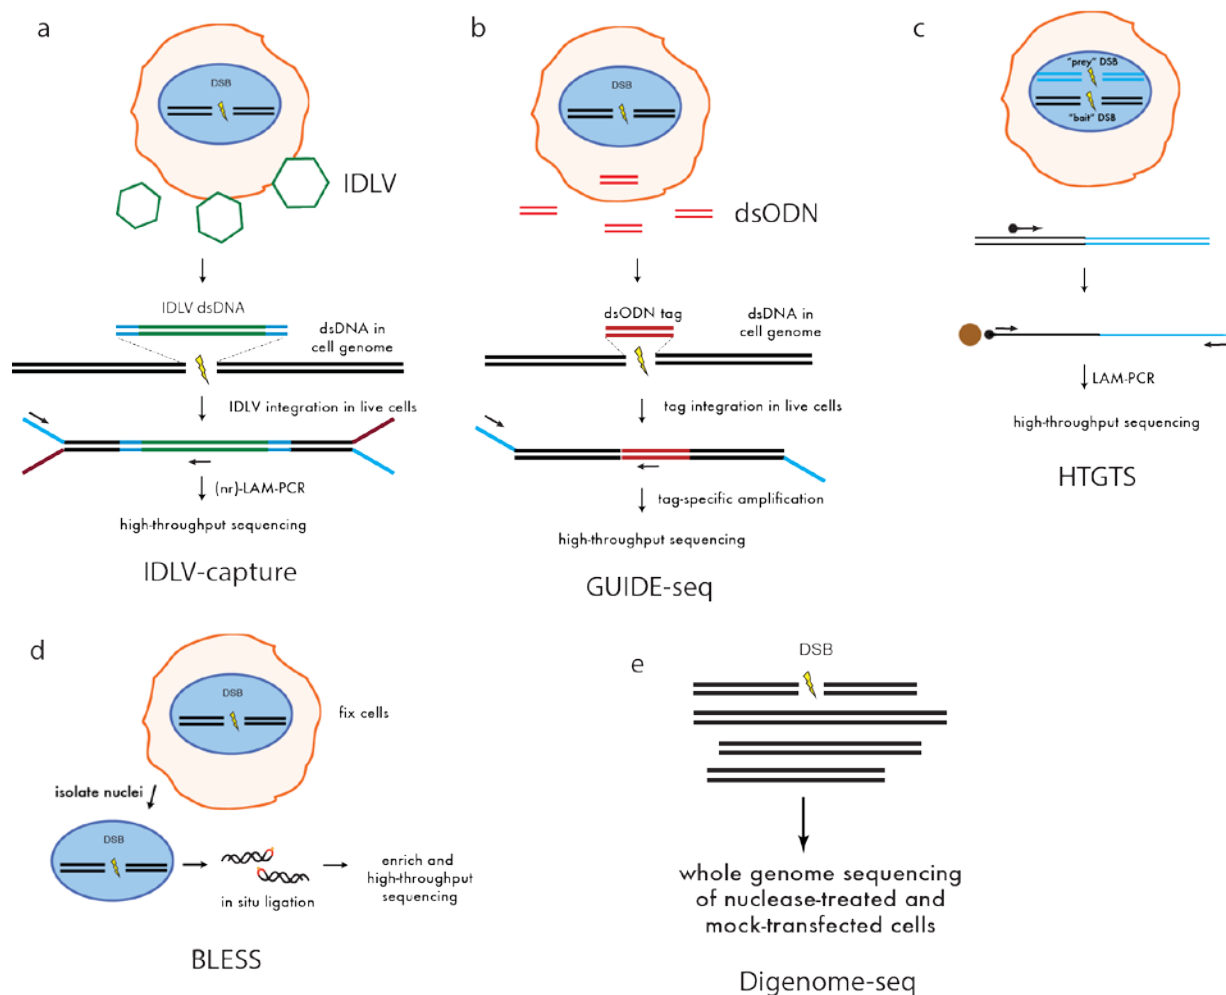 a
DSB
IDLV
IDLV dsDNA
dsDNA in
cell genome
IDLV integration in live cells
(nr)-LAM-PCR
high-throughput sequencing
IDLV-capture
b
DSB
dsODN
dsODN tag
dsDNA in
cell genome
tag integration in live cells
tag-specific amplification
high-throughput sequencing
GUIDE-seq
c
"prey" DSB
"bait" DSB
LAM-PCR
high-throughput sequencing
HTGTS
d
DSB
fix cells
isolate nuclei
DSB
in situ ligation
enrich and
high-throughput
sequencing
BLESS
e
DSB
whole genome sequencing
of nuclease-treated and
mock-transfected cells
Digenome-seq